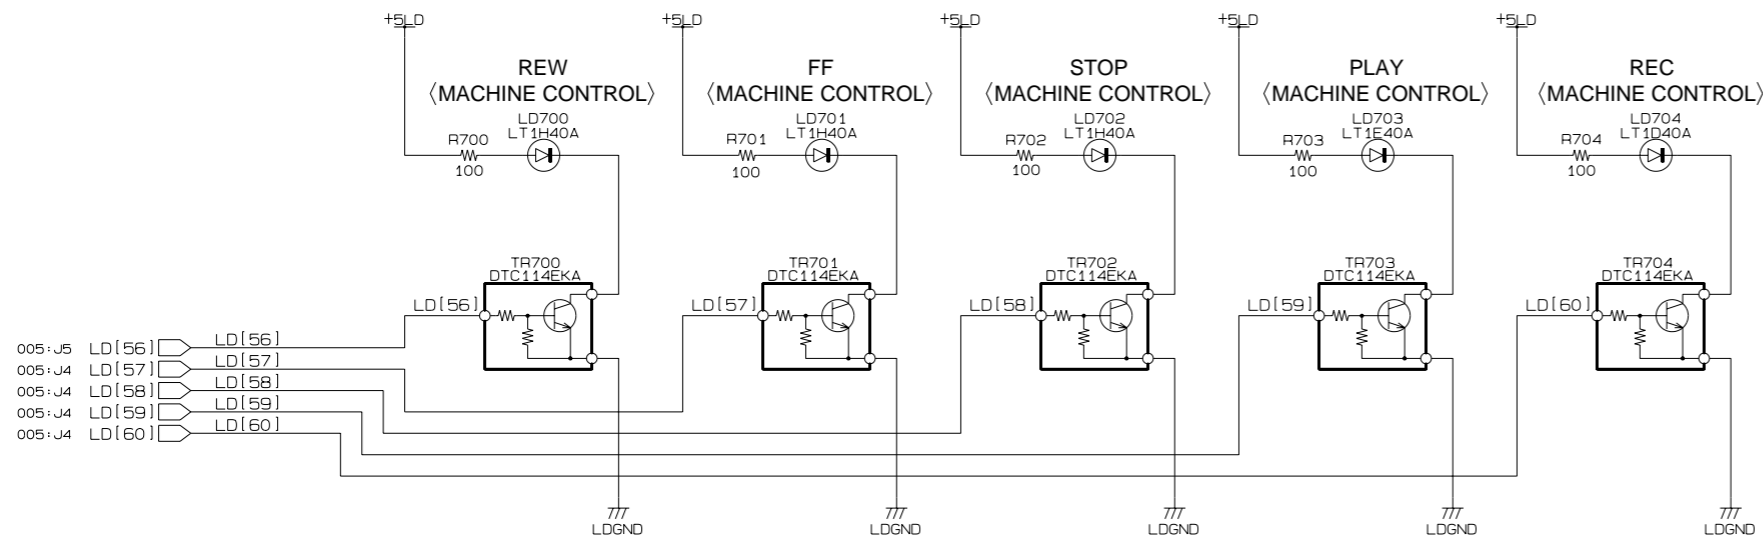 +5LD +5LD +5LD +5LD +5LD
REW FF STOP PLAY REC
〈MACHINE CONTROL〉 〈MACHINE CONTROL〉 〈MACHINE CONTROL〉 〈MACHINE CONTROL〉 〈MACHINE CONTROL〉
LD700 LD701 LD702 LD703 LD704
LT1H40A LT1H40A LT1H40A LT1E40A LT1D40A
R700 R701 R702 R703 R704
100 100 100 100 100
TR700 TR701 TR702 TR703 TR704
DTC114EKA DTC114EKA DTC114EKA DTC114EKA DTC114EKA
LD[56] LD[57] LD[58] LD[59] LD[60]
005:J5 LD[56] LD[56]
005:J4 LD[57] LD[57]
005:J4 LD[58] LD[58]
005:J4 LD[59] LD[59]
005:J4 LD[60] LD[60]
LDGND LDGND LDGND LDGND LDGND